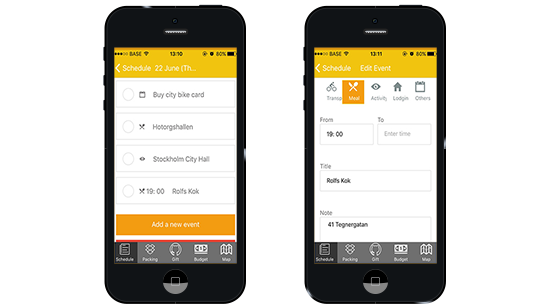 BASE 13:10 80%
Schedule 22 June (Th...
Buy city bike card
Hotorgshallen
Stockholm City Hall
19:00 Rolfs Kok
Add a new event
Schedule Packing Gift Budget Map
BASE 13:11 80%
Schedule Edit Event
Transp Meal Activity Lodgin Others
From To
19:00 Enter time
Title
Rolfs Kok
Note
41 Tegnergatan
Schedule Packing Gift Budget Map